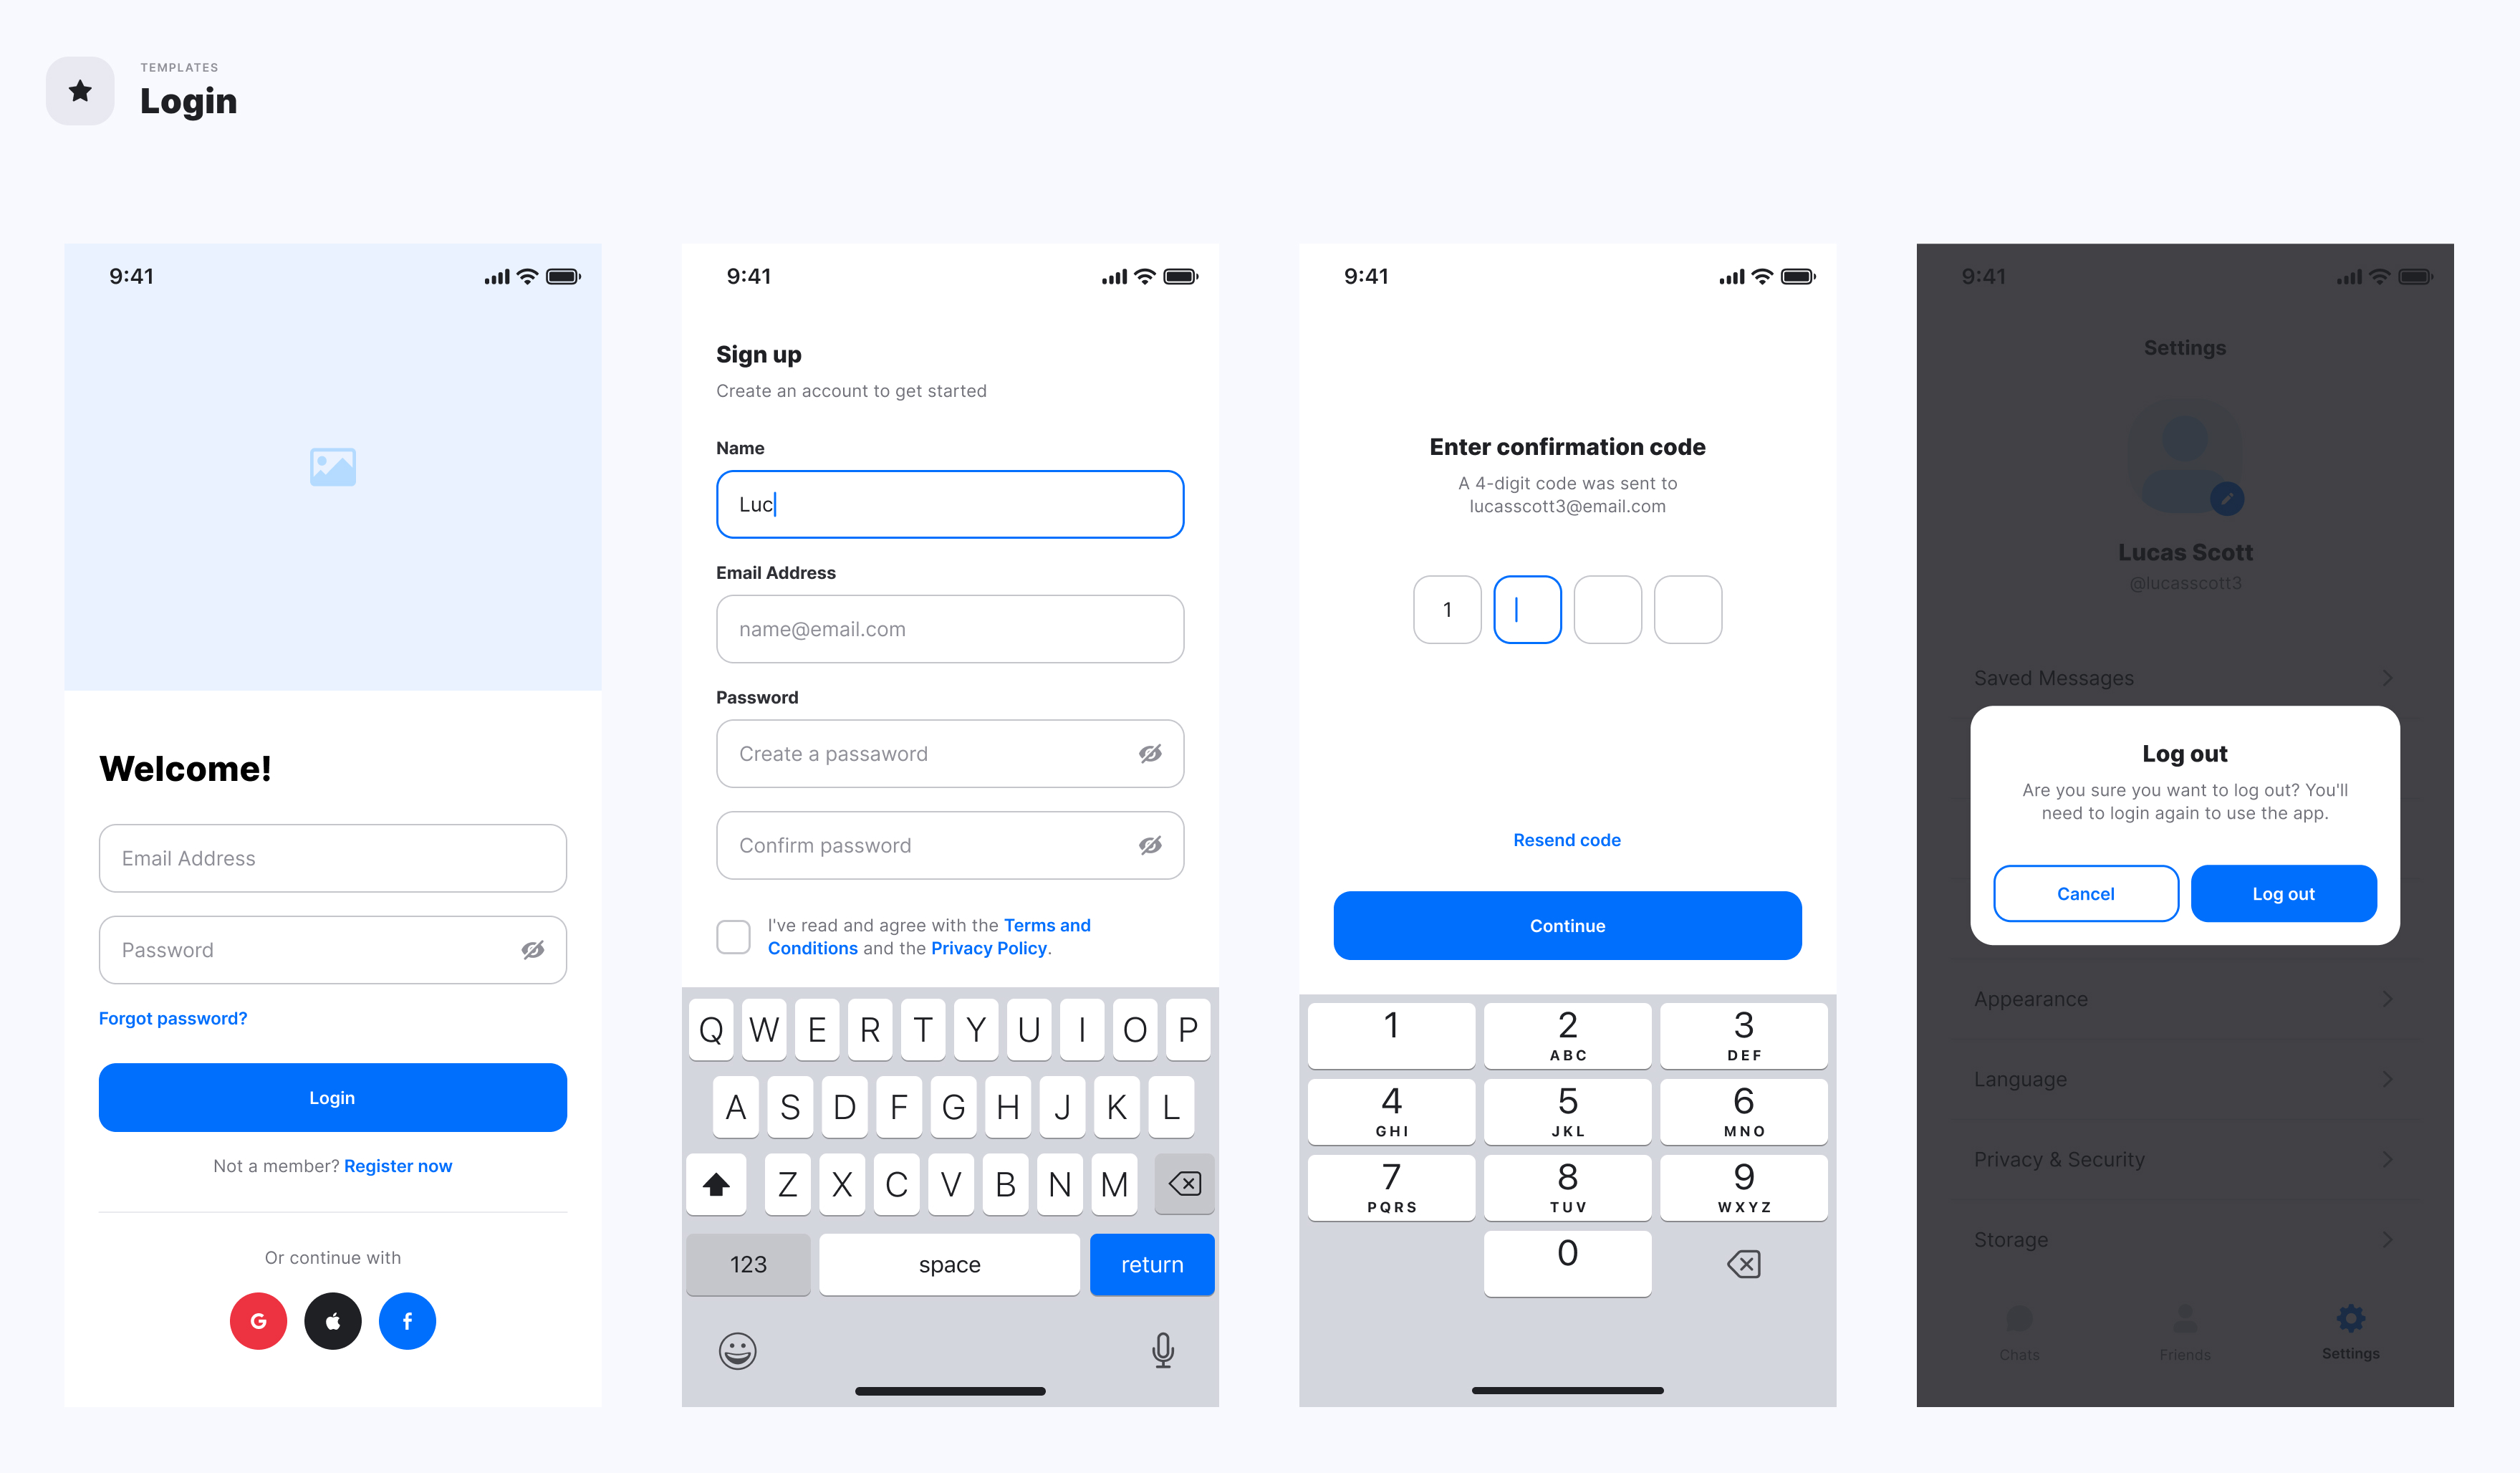 TEMPLATES
Login
9:41
Welcome!
Email Address
Password
Forgot password?
Login
Not a member? Register now
Or continue with
G
f
9:41
Sign up
Create an account to get started
Name
Luc
Email Address
name@email.com
Password
Create a passaword
Confirm password
I've read and agree with the Terms and
Conditions and the Privacy Policy.
Q W E R T Y U I O P
A S D F G H J K L
Z X C V B N M
123 space return
9:41
Enter confirmation code
A 4-digit code was sent to
lucasscott3@email.com
1
Resend code
Continue
1 2 3
ABC DEF
4 5 6
GHI JKL MNO
7 8 9
PQRS TUV WXYZ
0
9:41
Settings
Lucas Scott
@lucasscott3
Saved Messages
Log out
Are you sure you want to log out? You'll
need to login again to use the app.
Cancel Log out
Appearance
Language
Privacy & Security
Storage
Chats Friends Settings